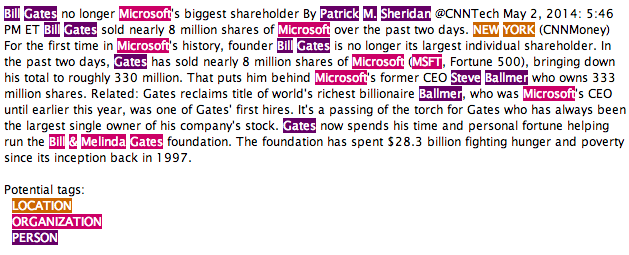 Bill Gates no longer Microsoft's biggest shareholder By Patrick M. Sheridan @CNNTech May 2, 2014: 5:46
PM ET Bill Gates sold nearly 8 million shares of Microsoft over the past two days. NEW YORK (CNNMoney)
For the first time in Microsoft's history, founder Bill Gates is no longer its largest individual shareholder. In
the past two days, Gates has sold nearly 8 million shares of Microsoft (MSFT, Fortune 500), bringing down
his total to roughly 330 million. That puts him behind Microsoft's former CEO Steve Ballmer who owns 333
million shares. Related: Gates reclaims title of world's richest billionaire Ballmer, who was Microsoft's CEO
until earlier this year, was one of Gates' first hires. It's a passing of the torch for Gates who has always been
the largest single owner of his company's stock. Gates now spends his time and personal fortune helping
run the Bill & Melinda Gates foundation. The foundation has spent $28.3 billion fighting hunger and poverty
since its inception back in 1997.
Potential tags:
LOCATION
ORGANIZATION
PERSON